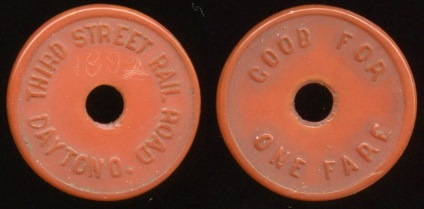 THIRD STREET RAIL-ROAD
DAYTON O.
GOOD FOR
ONE FARE